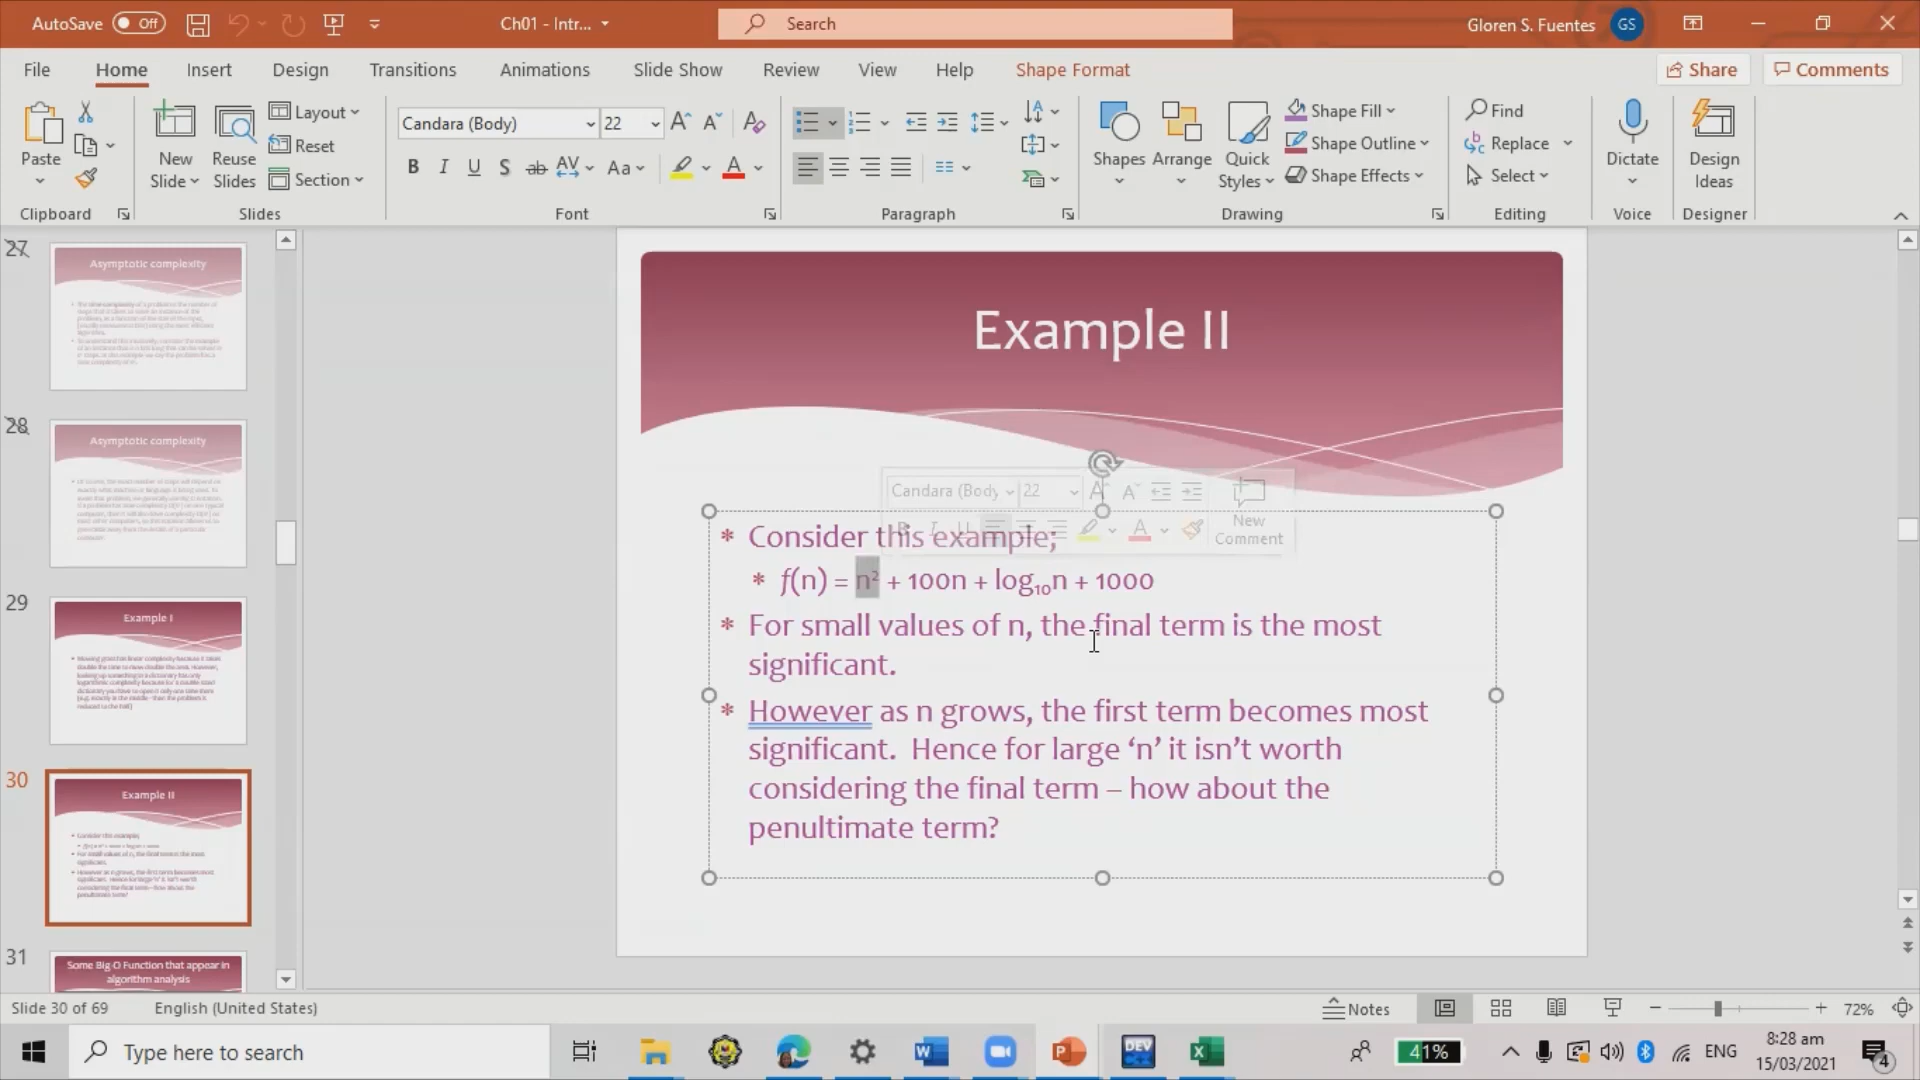 AutoSave Off
Ch01 - Intr...
Search
Gloren S. Fuentes GS
File Home Insert Design Transitions Animations Slide Show Review View Help Shape Format Share Comments
Paste
New Slide
Reuse Slides
Layout
Reset
Section
Candara (Body) 22
B I U S ab AV Aa A
Shapes
Arrange
Quick Styles
Shape Fill
Shape Outline
Shape Effects
Find
Replace
Select
Dictate
Design Ideas
Clipboard Slides Font Paragraph Drawing Editing Voice Designer
27
Asymptotic complexity
28
Asymptotic complexity
29
Example I
30
Example II
31
Some Big-O Function that appear in
algorithm analysis
Example II
Candara (Body 22
New
Comment
* Consider this example;
* f(n) = n² + 100n + log₁₀n + 1000
* For small values of n, the final term is the most
significant.
* However as n grows, the first term becomes most
significant. Hence for large ‘n’ it isn’t worth
considering the final term – how about the
penultimate term?
Slide 30 of 69 English (United States) Notes 72%
Type here to search
DEV
41%
ENG
8:28 am
15/03/2021
4